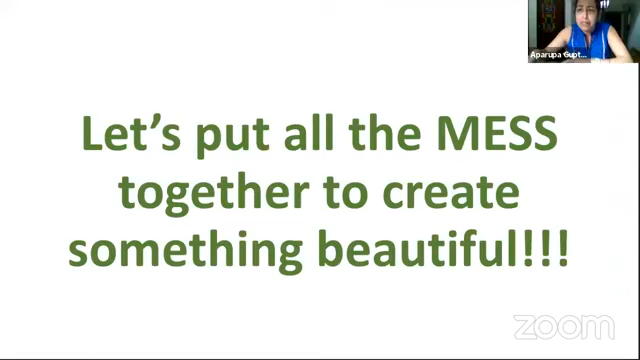 Aparupa Gupt...
Let's put all the MESS
together to create
something beautiful!!!
zoom